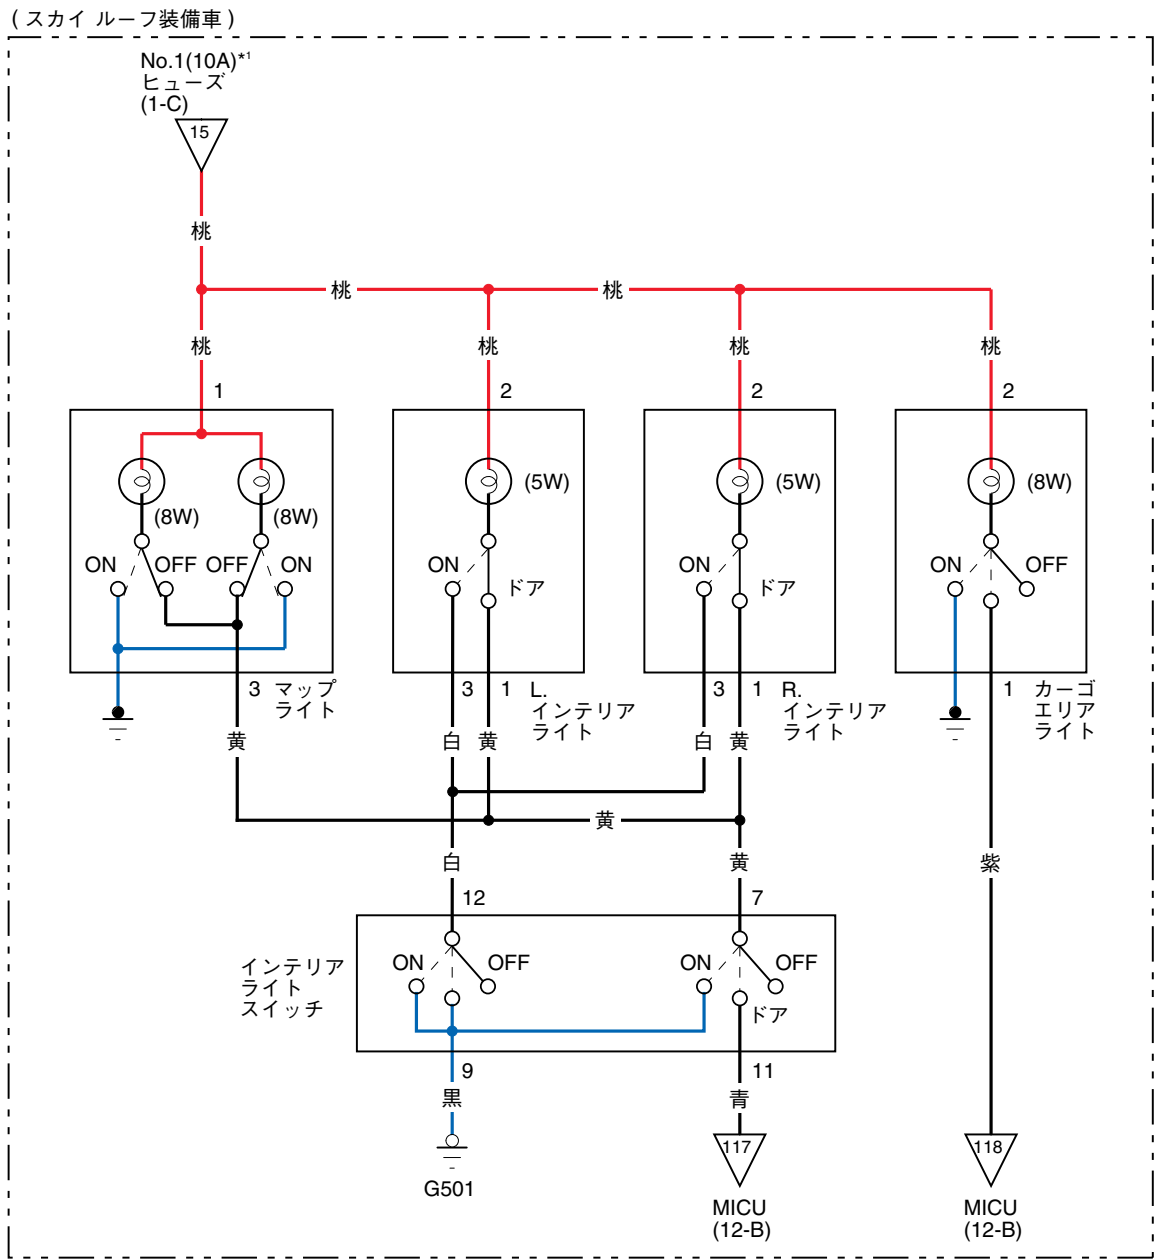 (スカイ ルーフ装備車)
No.1(10A)*1
ヒューズ
(1-C)
15
桃
桃
桃
桃
桃
桃
桃
1
2
2
2
(8W)
(8W)
(5W)
(5W)
(8W)
ON
OFF
OFF
ON
ON
ドア
ON
ドア
ON
OFF
3
マップ
ライト
3
1
L.
インテリア
ライト
3
1
R.
インテリア
ライト
1
カーゴ
エリア
ライト
黄
白
黄
白
黄
黄
白
黄
紫
12
7
インテリア
ライト
スイッチ
ON
OFF
ON
OFF
ドア
9
11
黒
青
G501
117
MICU
(12-B)
118
MICU
(12-B)